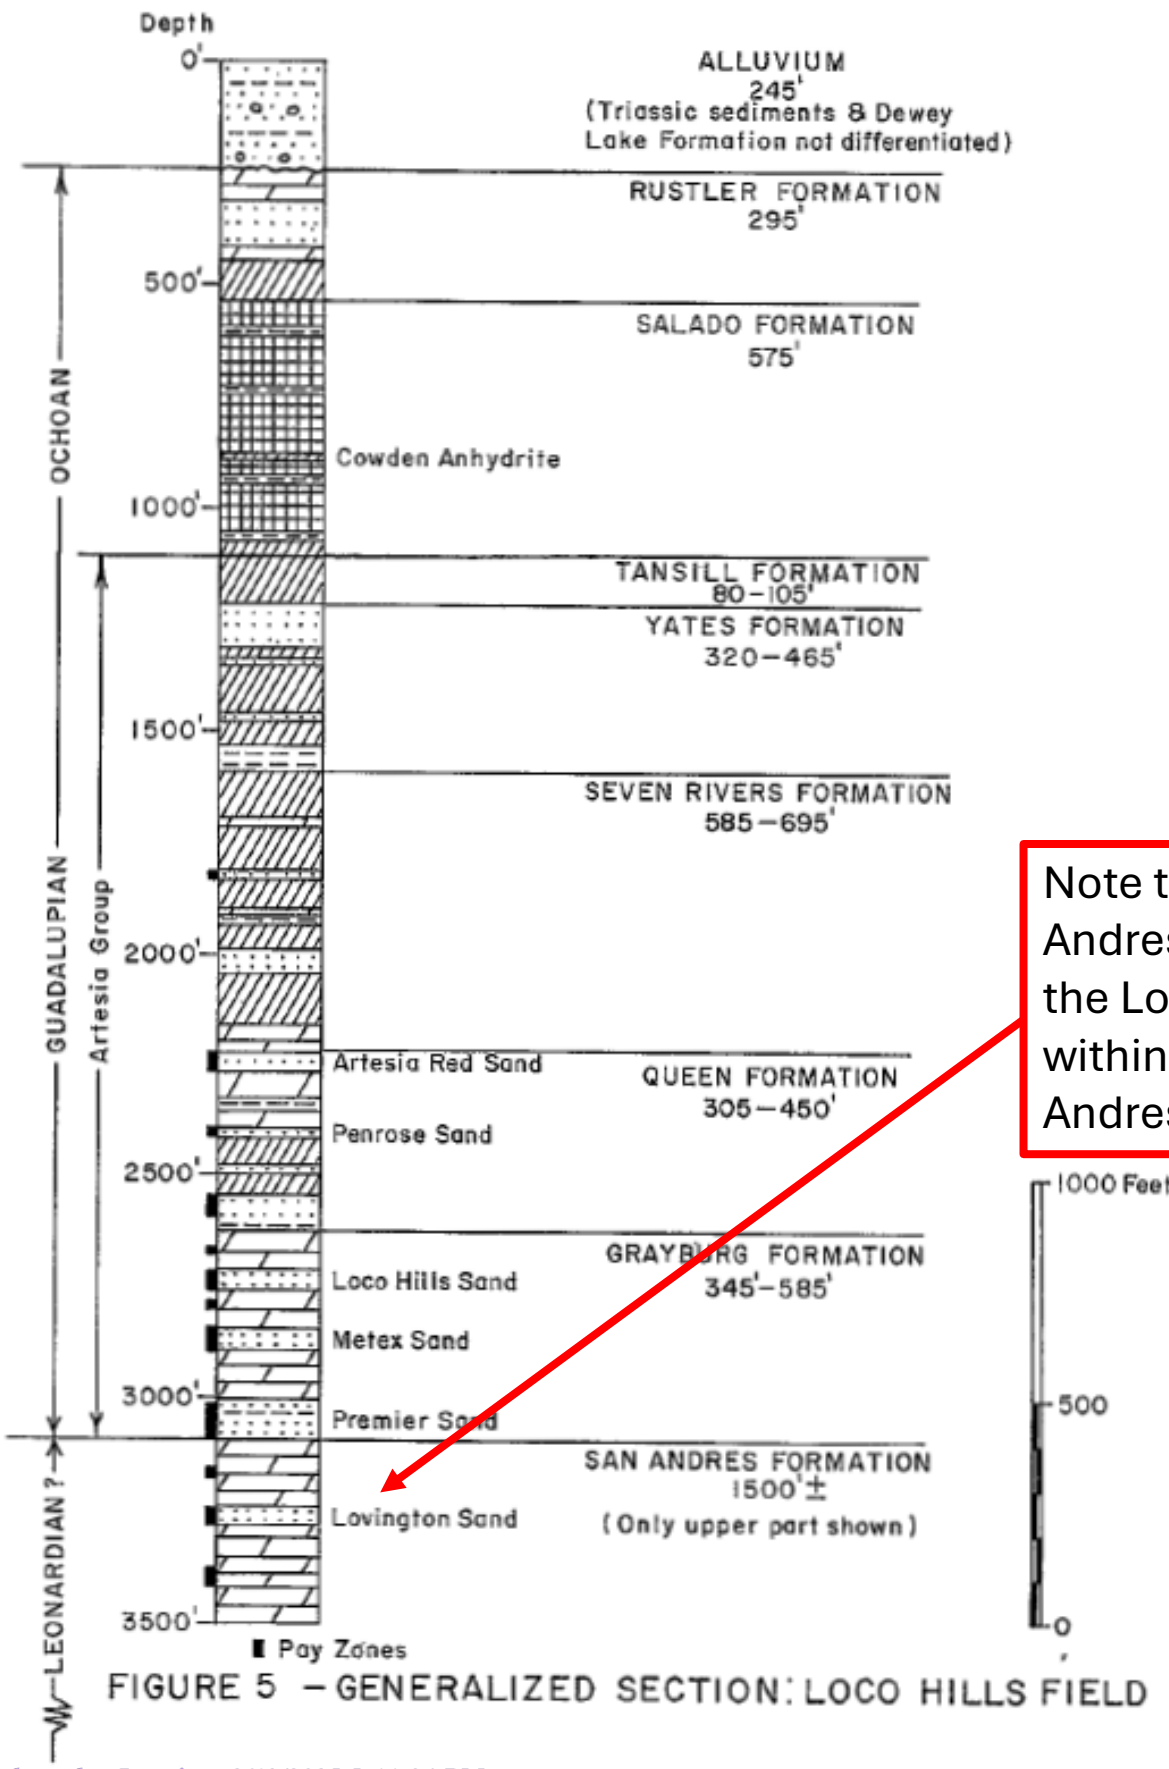 Depth
0'
ALLUVIUM
245'
(Triassic sediments & Dewey
Lake Formation not differentiated)
RUSTLER FORMATION
295'
500'
SALADO FORMATION
575'
Cowden Anhydrite
1000'
TANSILL FORMATION
80-105'
YATES FORMATION
320-465'
1500'
SEVEN RIVERS FORMATION
585-695'
OCHOAN
GUADALUPIAN
Artesia Group
2000'
Artesia Red Sand
QUEEN FORMATION
305-450'
Penrose Sand
2500'
GRAYBURG FORMATION
345'-585'
Loco Hills Sand
Metex Sand
3000'
Premier Sand
SAN ANDRES FORMATION
1500'±
(Only upper part shown)
Lovington Sand
LEONARDIAN ?
3500'
Pay Zones
Note t
Andres
the Lo
within
Andres
1000 Feet
500
0
FIGURE 5 - GENERALIZED SECTION: LOCO HILLS FIELD